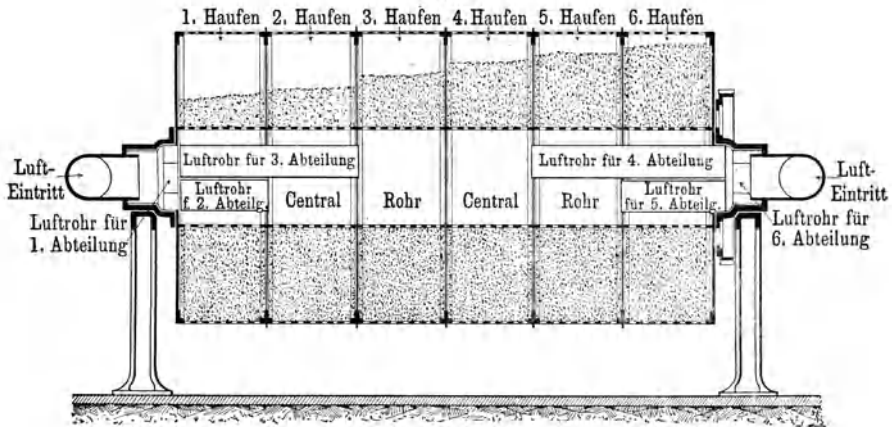 1. Haufen 2. Haufen 3. Haufen 4. Haufen 5. Haufen 6. Haufen
Luft-
Eintritt
Luftrohr für 3. Abteilung
Luftrohr
f. 2. Abteilg.
Central
Rohr
Central
Rohr
Luftrohr für 4. Abteilung
Luftrohr
für 5. Abteilg.
Luft-
Eintritt
Luftrohr für
1. Abteilung
Luftrohr für
6. Abteilung